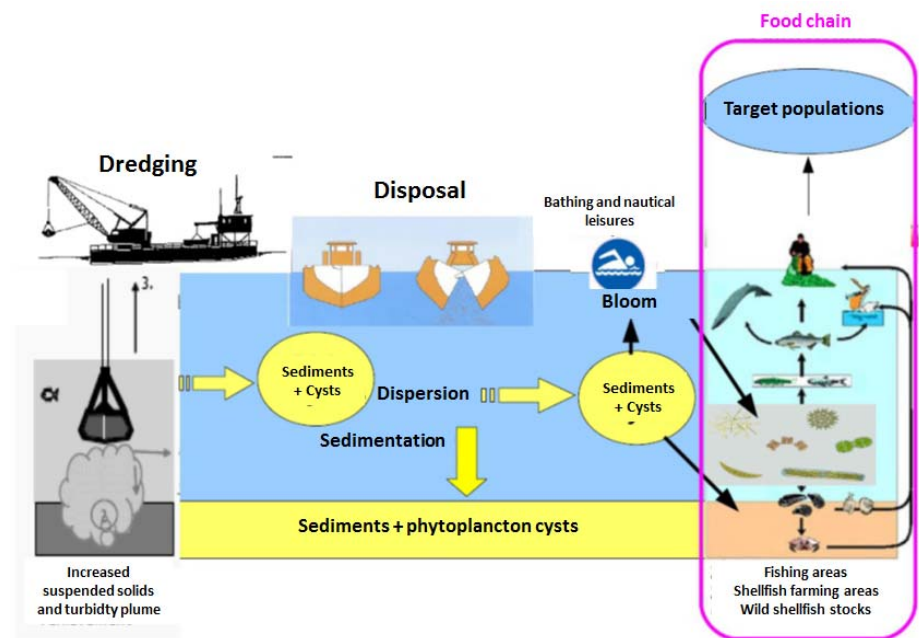 Food chain
Target populations
Dredging
Disposal
Bathing and nautical
leisures
3.
Bloom
Sediments
+ Cysts
Dispersion
Sediments
+ Cysts
Sedimentation
Sediments + phytoplancton cysts
Increased
suspended solids
and turbidty plume
Fishing areas
Shellfish farming areas
Wild shellfish stocks